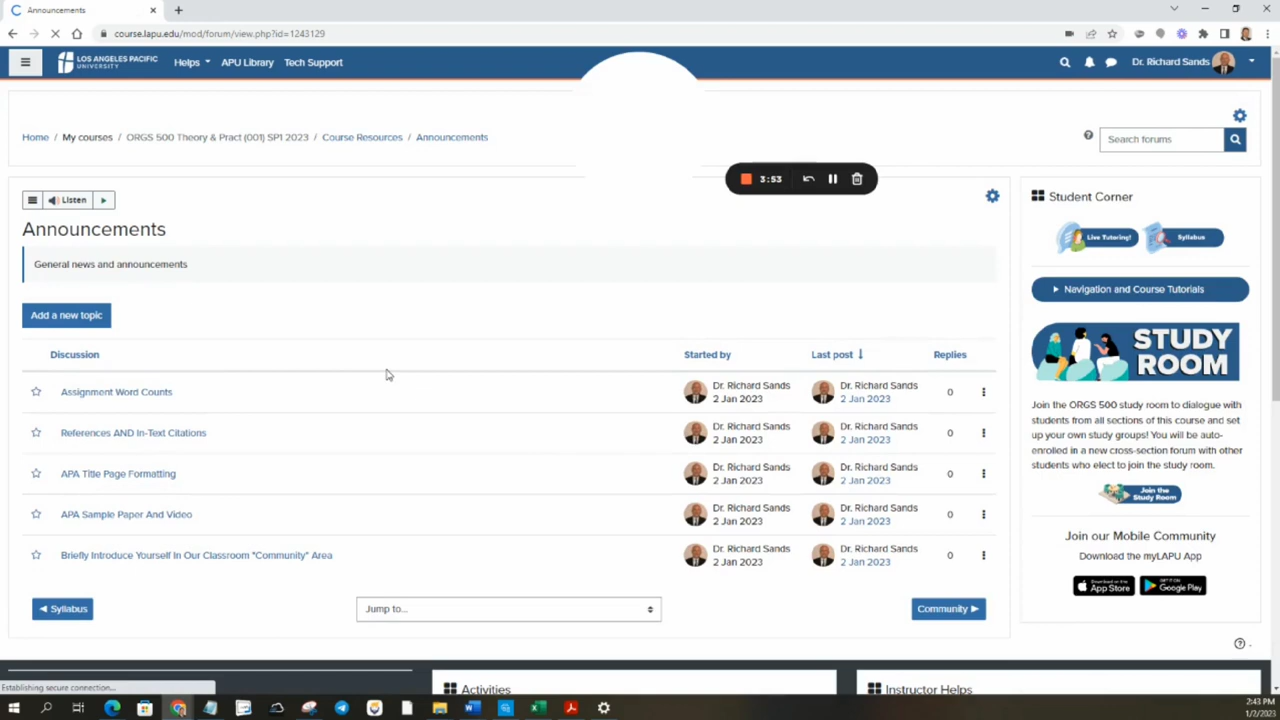 Announcements
course.lapu.edu/mod/forum/view.php?id=1243129
LOS ANGELES PACIFIC
UNIVERSITY
Helps
APU Library
Tech Support
Dr. Richard Sands
Home / My courses / ORGS 500 Theory & Pract (001) SP1 2023 / Course Resources / Announcements
Search forums
3:53
Listen
Announcements
General news and announcements
Add a new topic
Discussion Started by Last post ↓ Replies
Assignment Word Counts Dr. Richard Sands Dr. Richard Sands 0
2 Jan 2023 2 Jan 2023
References AND In-Text Citations Dr. Richard Sands Dr. Richard Sands 0
2 Jan 2023 2 Jan 2023
APA Title Page Formatting Dr. Richard Sands Dr. Richard Sands 0
2 Jan 2023 2 Jan 2023
APA Sample Paper And Video Dr. Richard Sands Dr. Richard Sands 0
2 Jan 2023 2 Jan 2023
Briefly Introduce Yourself In Our Classroom "Community" Area Dr. Richard Sands Dr. Richard Sands 0
2 Jan 2023 2 Jan 2023
◀ Syllabus
Jump to...
Community ▶
Student Corner
Live Tutoring!
Syllabus
Navigation and Course Tutorials
STUDY
ROOM
Join the ORGS 500 study room to dialogue with
students from all sections of this course and set
up your own study groups! You will be auto-
enrolled in a new cross-section forum with other
students who elect to join the study room.
Join the
Study Room
Join our Mobile Community
Download the myLAPU App
Download on the
App Store
GET IT ON
Google Play
Activities
Instructor Helps
Establishing secure connection...
2:43 PM
1/2/2023